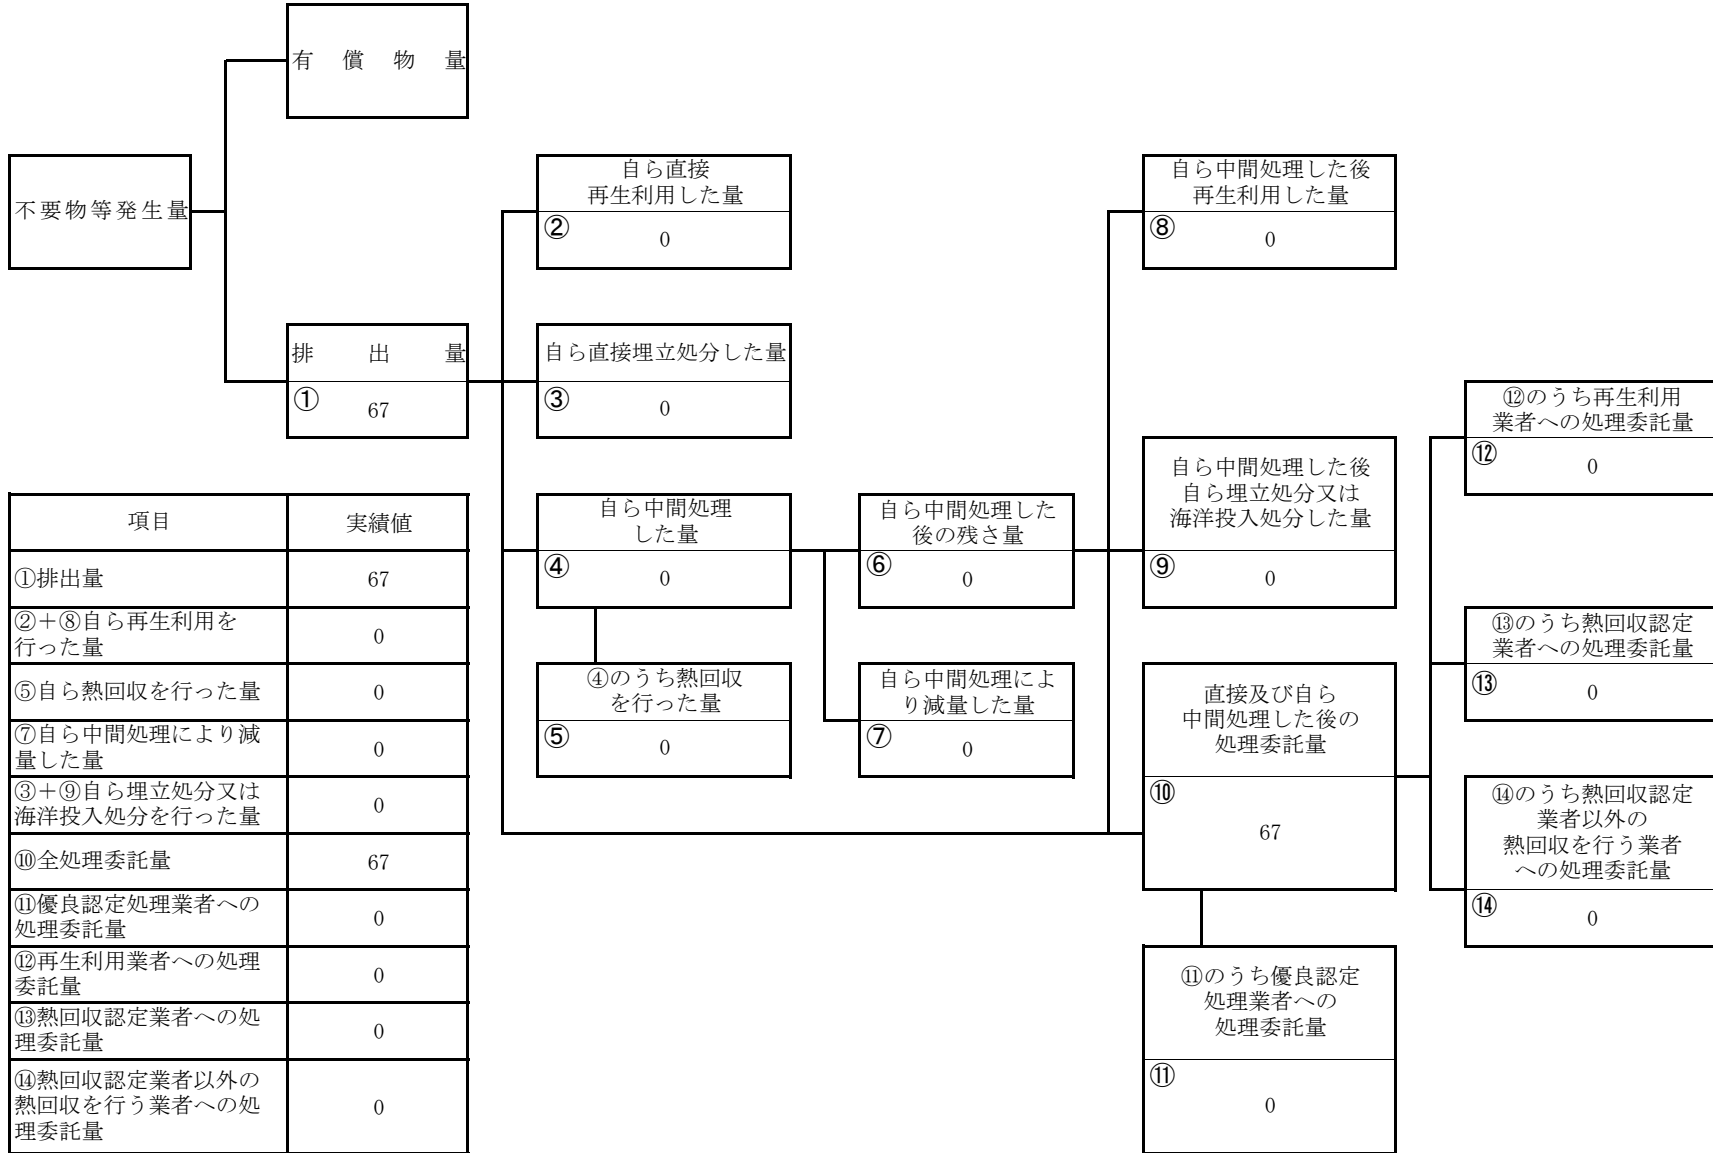 有償物量
不要物等発生量
自ら直接
再生利用した量
②
0
自ら中間処理した後
再生利用した量
⑧
0
排出量
①
67
自ら直接埋立処分した量
③
0
⑫のうち再生利用
業者への処理委託量
⑫
0
自ら中間処理した後
自ら埋立処分又は
海洋投入処分した量
⑨
0
自ら中間処理
した量
④
0
自ら中間処理した
後の残さ量
⑥
0
⑬のうち熱回収認定
業者への処理委託量
⑬
0
④のうち熱回収
を行った量
⑤
0
自ら中間処理によ
り減量した量
⑦
0
直接及び自ら
中間処理した後の
処理委託量
⑩
67
⑭のうち熱回収認定
業者以外の
熱回収を行う業者
への処理委託量
⑭
0
⑪のうち優良認定
処理業者への
処理委託量
⑪
0
項目 実績値
①排出量 67
②+⑧自ら再生利用を
行った量 0
⑤自ら熱回収を行った量 0
⑦自ら中間処理により減
量した量 0
③+⑨自ら埋立処分又は
海洋投入処分を行った量 0
⑩全処理委託量 67
⑪優良認定処理業者への
処理委託量 0
⑫再生利用業者への処理
委託量 0
⑬熱回収認定業者への処
理委託量 0
⑭熱回収認定業者以外の
熱回収を行う業者への処
理委託量 0